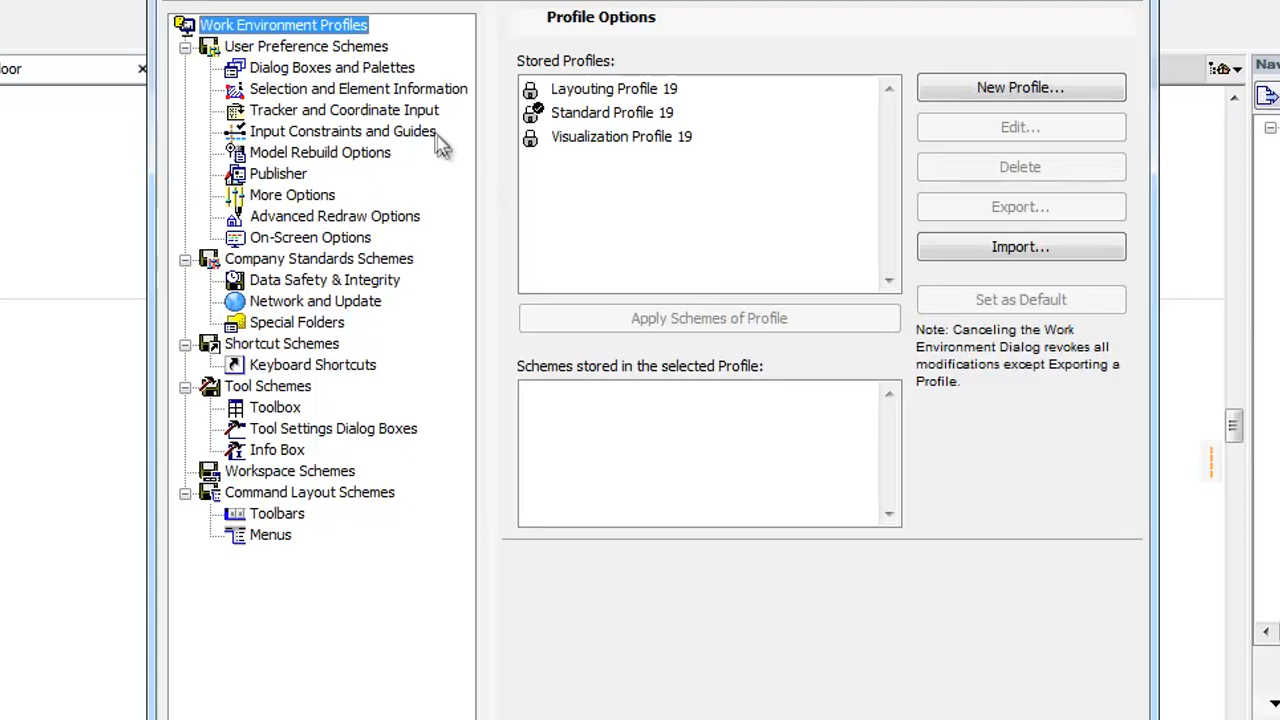 Work Environment Profiles
User Preference Schemes
Dialog Boxes and Palettes
Selection and Element Information
Tracker and Coordinate Input
Input Constraints and Guides
Model Rebuild Options
Publisher
More Options
Advanced Redraw Options
On-Screen Options
Company Standards Schemes
Data Safety & Integrity
Network and Update
Special Folders
Shortcut Schemes
Keyboard Shortcuts
Tool Schemes
Toolbox
Tool Settings Dialog Boxes
Info Box
Workspace Schemes
Command Layout Schemes
Toolbars
Menus
Profile Options
Stored Profiles:
Layouting Profile 19
Standard Profile 19
Visualization Profile 19
Apply Schemes of Profile
Schemes stored in the selected Profile:
New Profile...
Edit...
Delete
Export...
Import...
Set as Default
Note: Canceling the Work
Environment Dialog revokes all
modifications except Exporting a
Profile.
oor
Nav